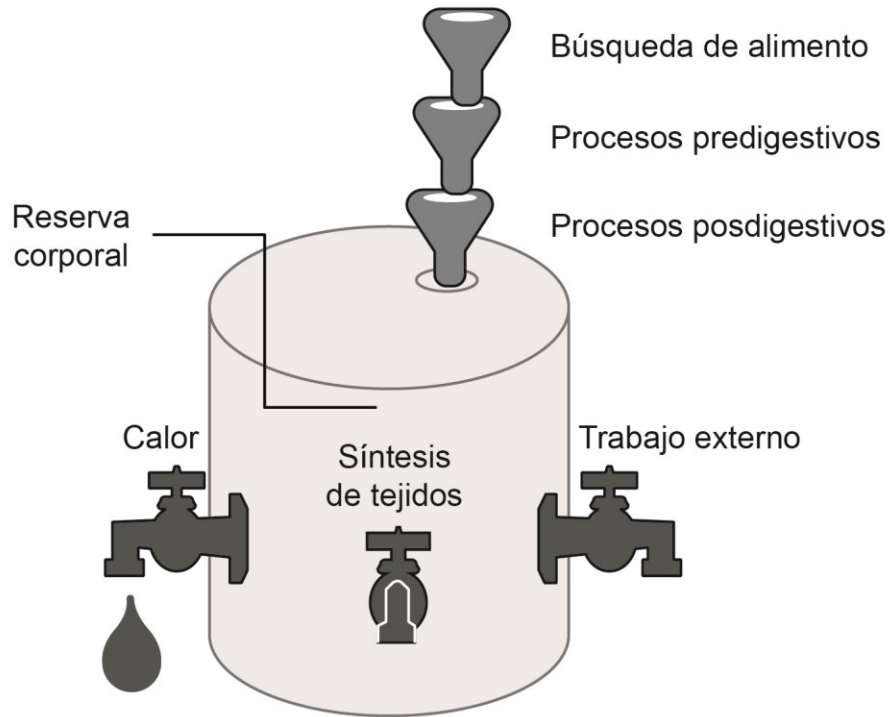 Búsqueda de alimento
Procesos predigestivos
Procesos posdigestivos
Reserva
corporal
Calor
Síntesis
de tejidos
Trabajo externo